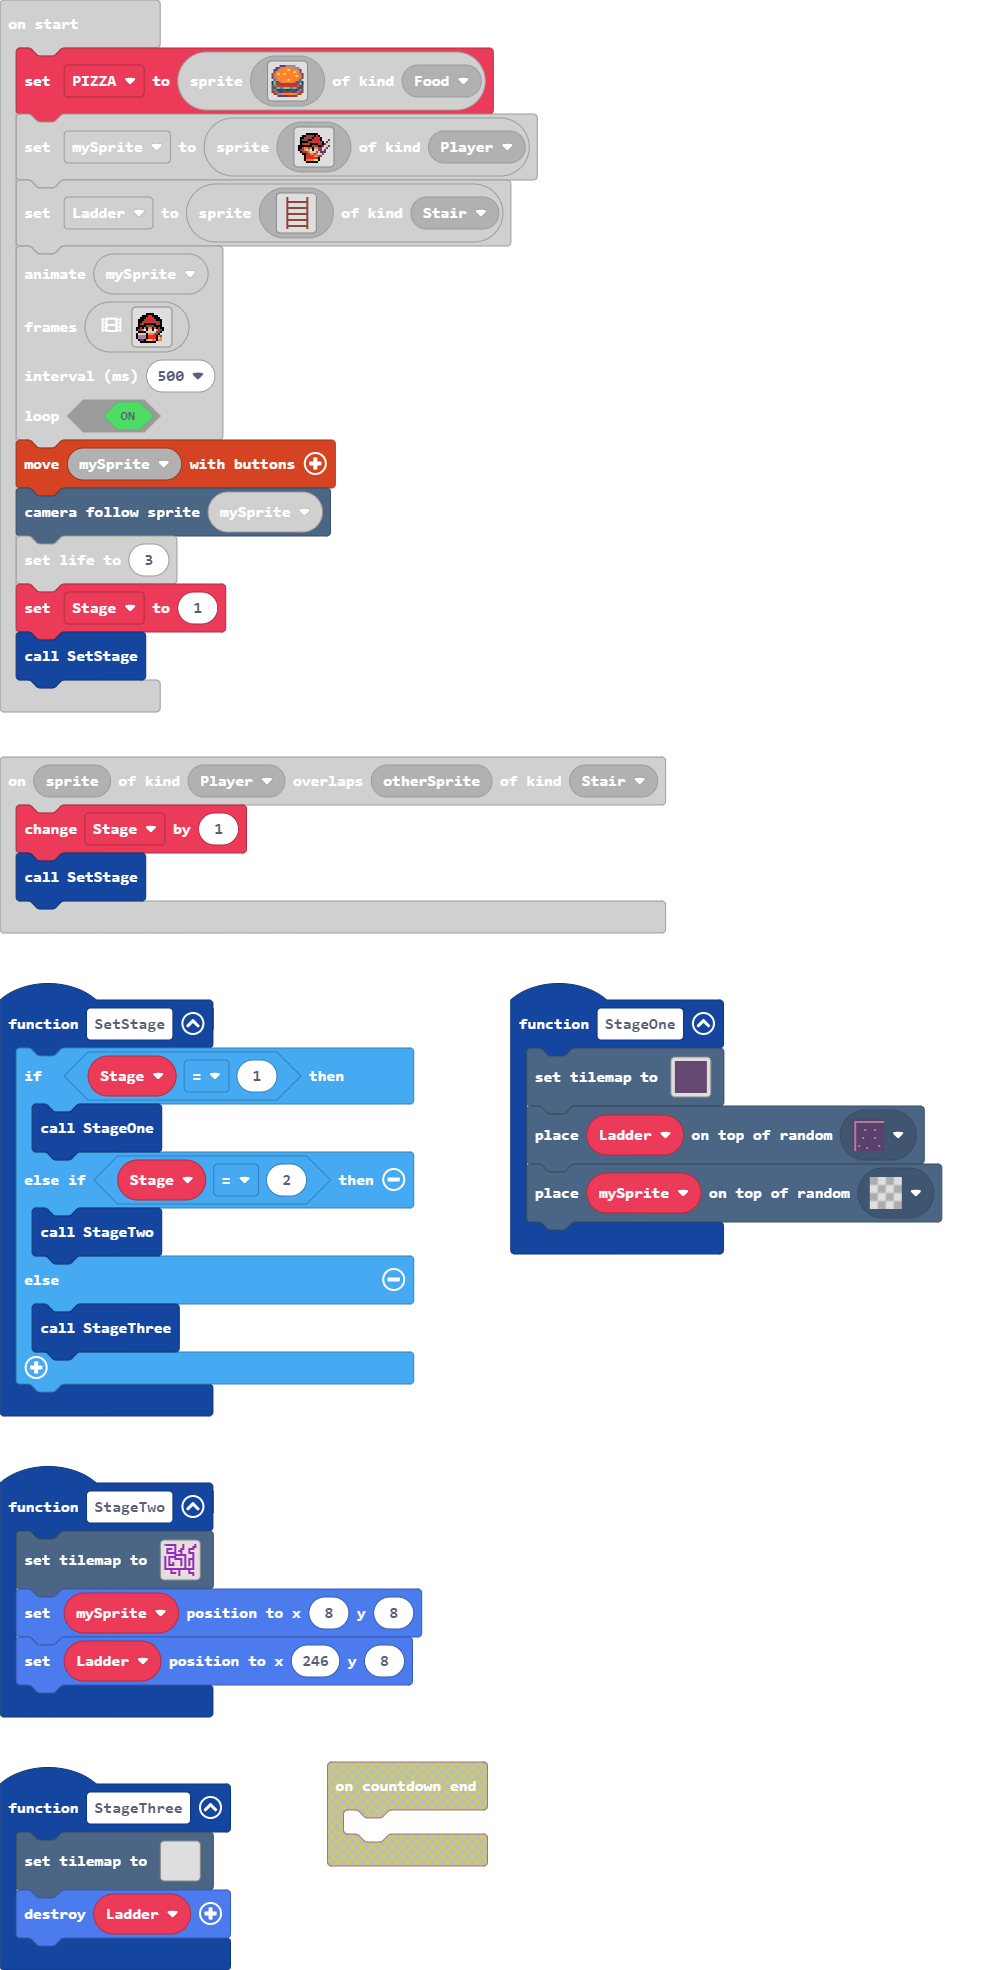 on start
set PIZZA to sprite of kind Food
set mySprite to sprite of kind Player
set Ladder to sprite of kind Stair
animate mySprite
frames
interval (ms) 500
loop ON
move mySprite with buttons
camera follow sprite mySprite
set life to 3
set Stage to 1
call SetStage
on sprite of kind Player overlaps otherSprite of kind Stair
change Stage by 1
call SetStage
function SetStage
if Stage = 1 then
call StageOne
else if Stage = 2 then
call StageTwo
else
call StageThree
function StageOne
set tilemap to
place Ladder on top of random
place mySprite on top of random
function StageTwo
set tilemap to
set mySprite position to x 8 y 8
set Ladder position to x 246 y 8
function StageThree
set tilemap to
destroy Ladder
on countdown end